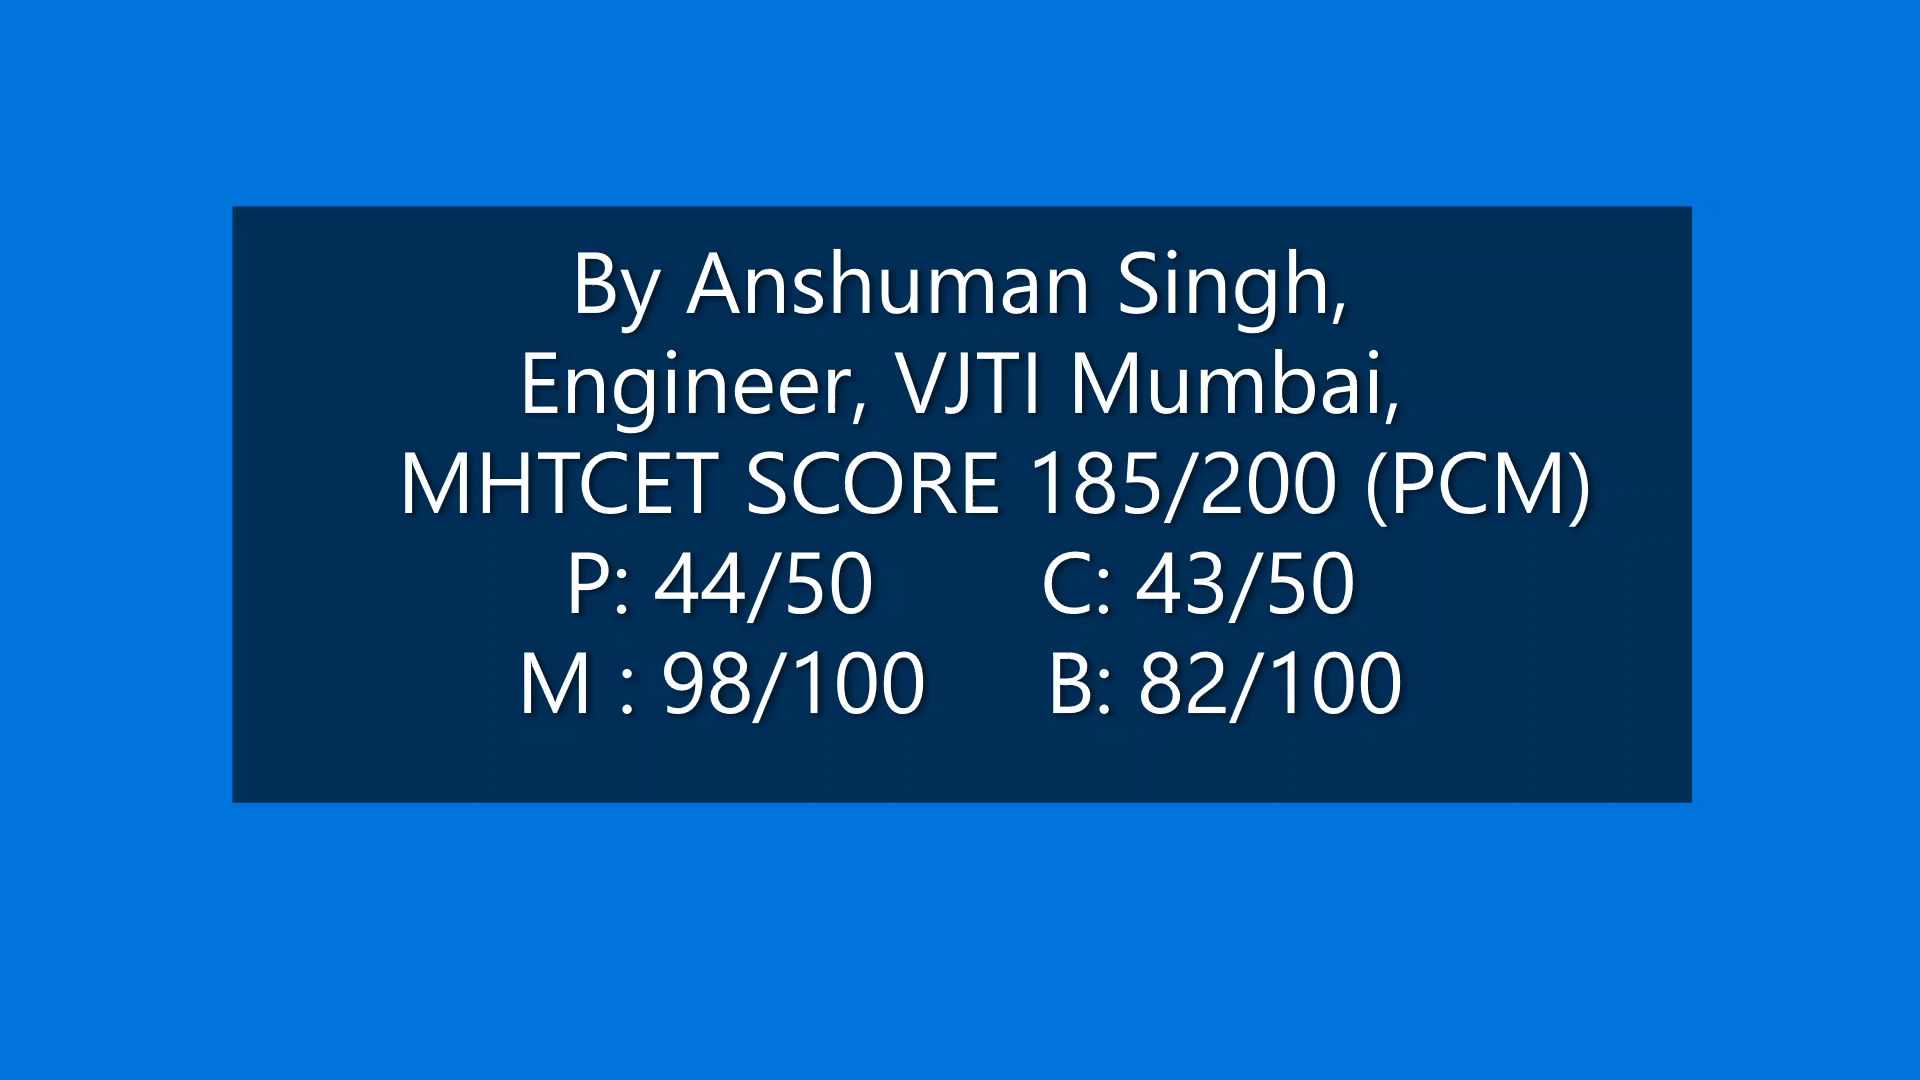 By Anshuman Singh,
Engineer, VJTI Mumbai,
MHTCET SCORE 185/200 (PCM)
P: 44/50 C: 43/50
M : 98/100 B: 82/100